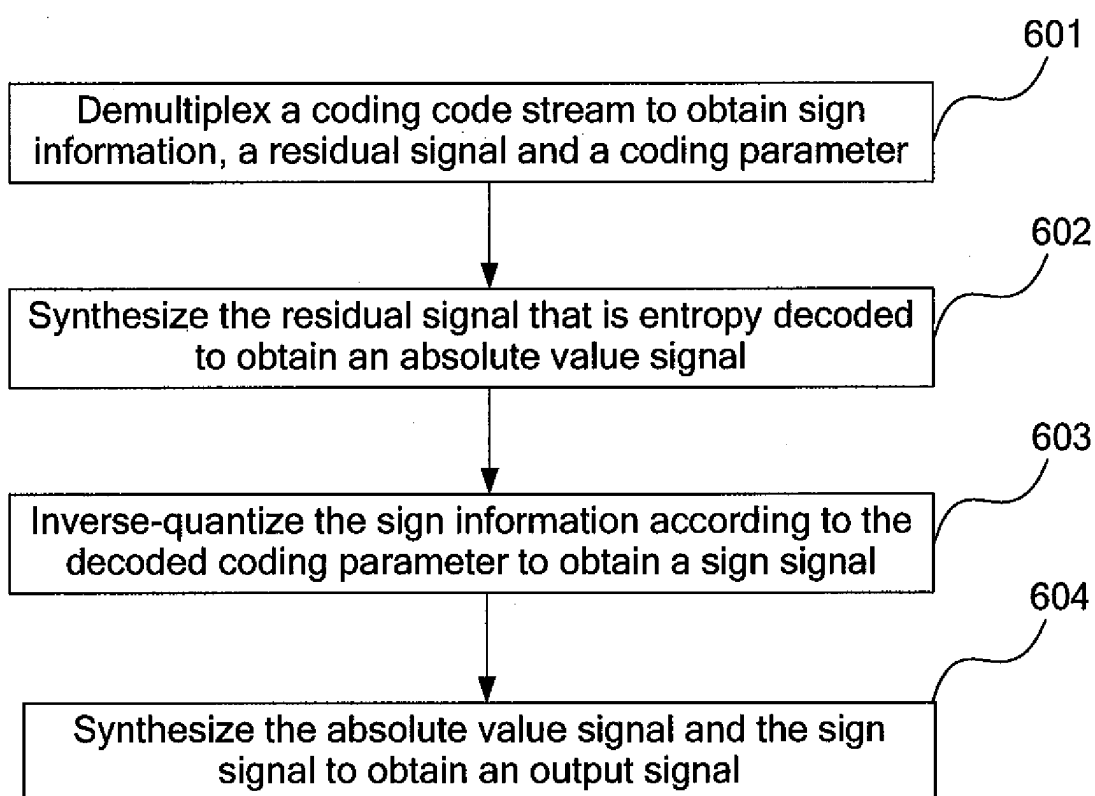 601
Demultiplex a coding code stream to obtain sign
information, a residual signal and a coding parameter
602
Synthesize the residual signal that is entropy decoded
to obtain an absolute value signal
603
Inverse-quantize the sign information according to the
decoded coding parameter to obtain a sign signal
604
Synthesize the absolute value signal and the sign
signal to obtain an output signal